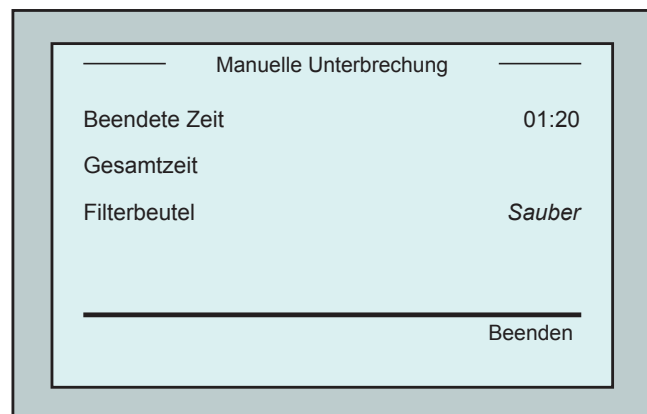 Manuelle Unterbrechung
Beendete Zeit 01:20
Gesamtzeit
Filterbeutel Sauber
Beenden